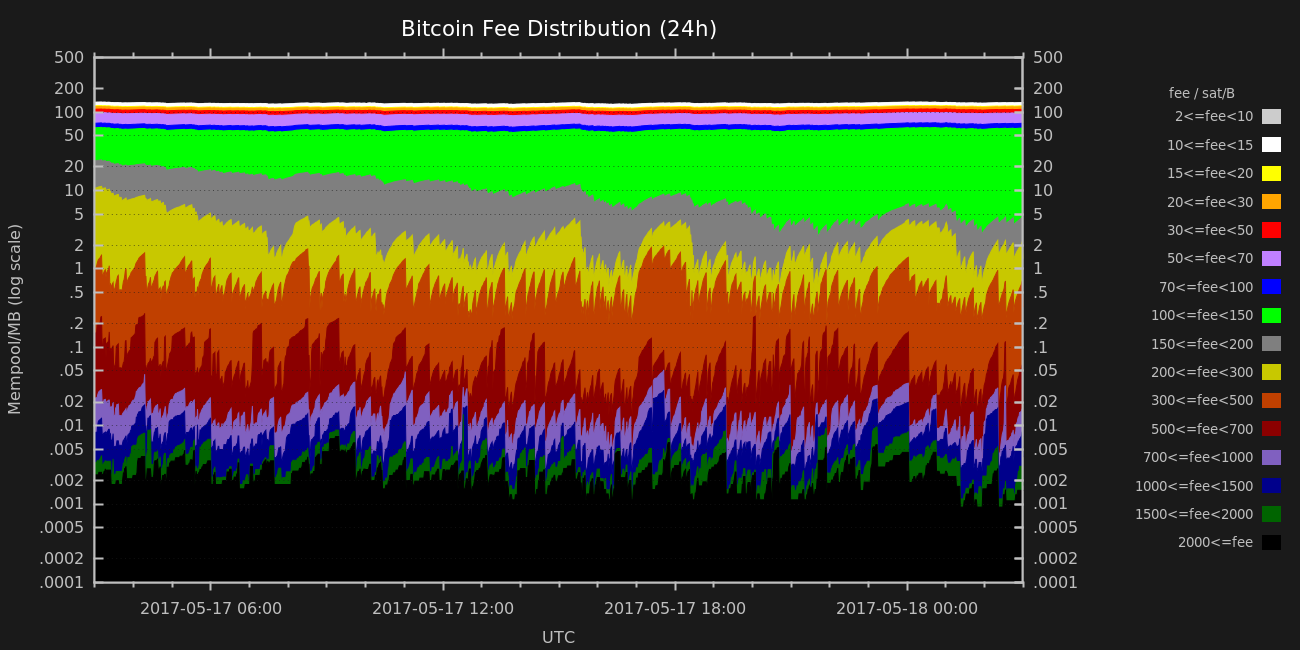 Bitcoin Fee Distribution (24h)
500
200
100
50
20
10
5
2
1
.5
.2
.1
.05
.02
.01
.005
.002
.001
.0005
.0002
.0001
Mempool/MB (log scale)
500
200
100
50
20
10
5
2
1
.5
.2
.1
.05
.02
.01
.005
.002
.001
.0005
.0002
.0001
2017-05-17 06:00
2017-05-17 12:00
2017-05-17 18:00
2017-05-18 00:00
UTC
fee / sat/B
2<=fee<10
10<=fee<15
15<=fee<20
20<=fee<30
30<=fee<50
50<=fee<70
70<=fee<100
100<=fee<150
150<=fee<200
200<=fee<300
300<=fee<500
500<=fee<700
700<=fee<1000
1000<=fee<1500
1500<=fee<2000
2000<=fee